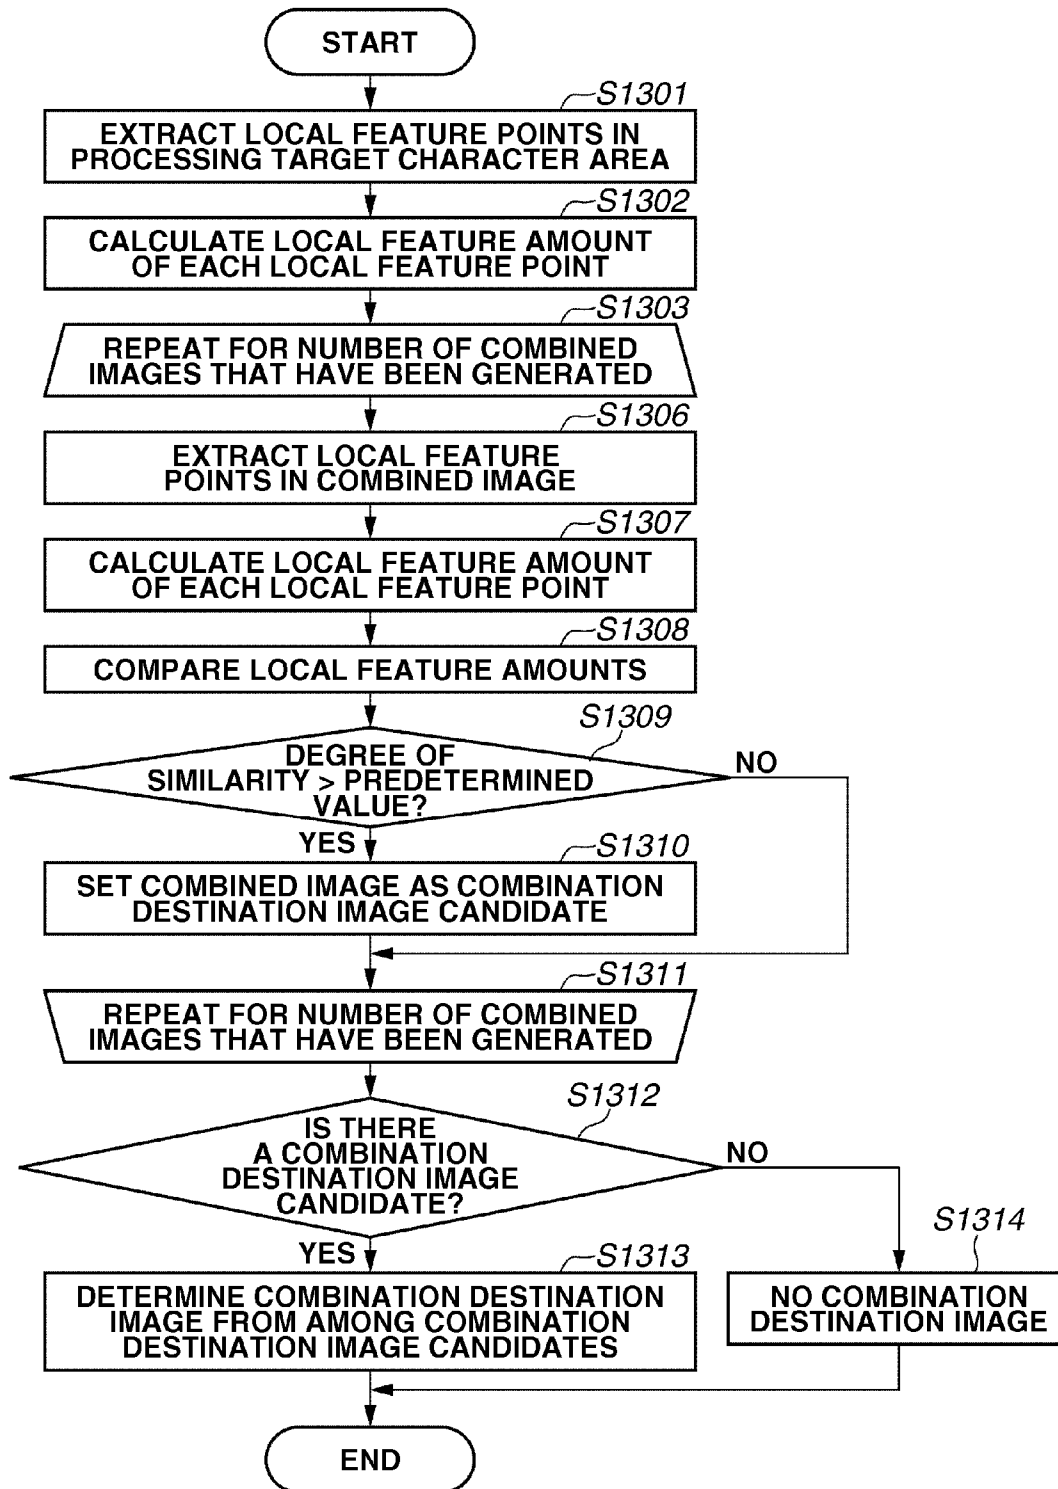 START
S1301
EXTRACT LOCAL FEATURE POINTS IN
PROCESSING TARGET CHARACTER AREA
S1302
CALCULATE LOCAL FEATURE AMOUNT
OF EACH LOCAL FEATURE POINT
S1303
REPEAT FOR NUMBER OF COMBINED
IMAGES THAT HAVE BEEN GENERATED
S1306
EXTRACT LOCAL FEATURE
POINTS IN COMBINED IMAGE
S1307
CALCULATE LOCAL FEATURE AMOUNT
OF EACH LOCAL FEATURE POINT
S1308
COMPARE LOCAL FEATURE AMOUNTS
S1309
DEGREE OF
SIMILARITY > PREDETERMINED
VALUE?
NO
YES
S1310
SET COMBINED IMAGE AS COMBINATION
DESTINATION IMAGE CANDIDATE
S1311
REPEAT FOR NUMBER OF COMBINED
IMAGES THAT HAVE BEEN GENERATED
S1312
IS THERE
A COMBINATION
DESTINATION IMAGE
CANDIDATE?
NO
YES
S1313
DETERMINE COMBINATION DESTINATION
IMAGE FROM AMONG COMBINATION
DESTINATION IMAGE CANDIDATES
S1314
NO COMBINATION
DESTINATION IMAGE
END